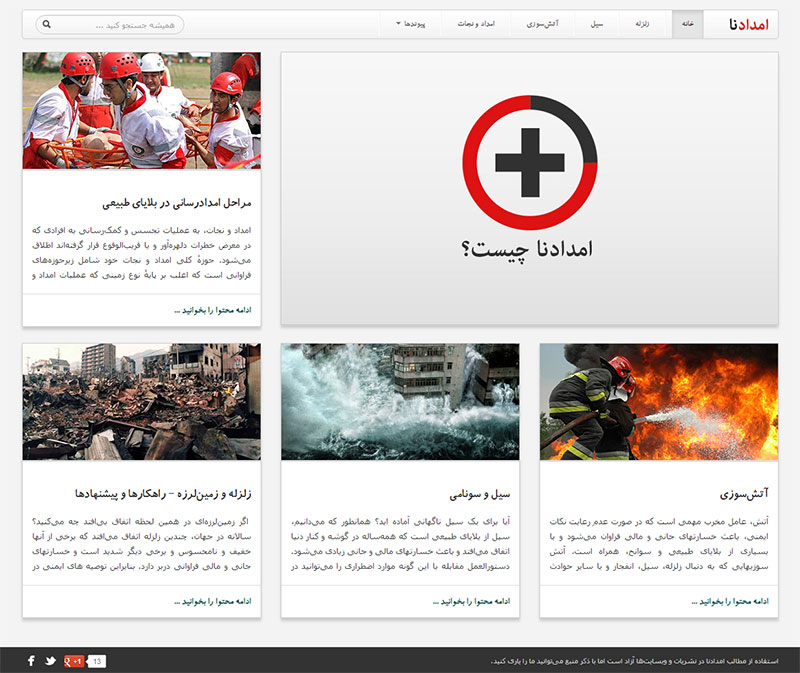 امدادنا
خانه
زلزله
سیل
آتش‌سوزی
امداد و نجات
پیوندها
همیشه جستجو کنید ...
امدادنا چیست؟
مراحل امدادرسانی در بلایای طبیعی
امداد و نجات، به عملیات تجسس و کمک‌رسانی به افرادی که
در معرض خطرات دلهره‌آور و یا قریب‌الوقوع قرار گرفته‌اند اطلاق
می‌شود. حوزهٔ کلی امداد و نجات خود شامل زیرحوزه‌های
فراوانی است که اغلب بر پایهٔ نوع زمینی که عملیات امداد و
ادامه محتوا را بخوانید ...
آتش‌سوزی
آتش، عامل مخرب مهمی است که در صورت عدم رعایت نکات
ایمنی، باعث خسارتهای جانی و مالی فراوان می‌شود و با
بسیاری از بلایای طبیعی و سوانح، همراه است، آتش
سوزیهایی که به دنبال زلزله، سیل، انفجار و یا سایر حوادث
ادامه محتوا را بخوانید ...
سیل و سونامی
آیا برای یک سیل ناگهانی آماده اید؟ همانطور که می‌دانیم،
سیل از بلایای طبیعی است که همه‌ساله در گوشه و کنار دنیا
اتفاق می‌افتد و باعث خسارتهای مالی و جانی زیادی می‌شود.
دستورالعمل مقابله با این گونه موارد اضطراری را می‌توانید در
ادامه محتوا را بخوانید ...
زلزله و زمین‌لرزه – راهکارها و پیشنهادها
اگر زمین‌لرزه‌ای در همین لحظه اتفاق بی‌افتد چه می‌کنید؟
سالانه در جهان، چندین زلزله اتفاق می‌افتد که برخی از آنها
خفیف و نامحسوس و برخی دیگر شدید است و خسارتهای
جانی و مالی فراوانی دربر دارد. بنابراین توصیه های ایمنی در
ادامه محتوا را بخوانید ...
استفاده از مطالب امدادنا در نشریات و وبسایت‌ها آزاد است اما با ذکر منبع می‌توانید ما را یاری کنید.
g +1 13